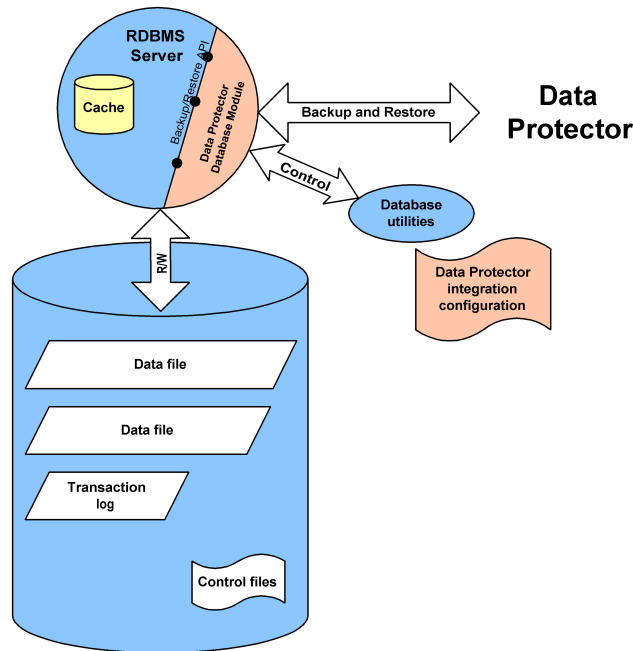 RDBMS
Server
Cache
Backup/Restore API
Data Protector
Database Module
Backup and Restore
Data
Protector
Control
Database
utilities
Data Protector
integration
configuration
R/W
Data file
Data file
Transaction
log
Control files